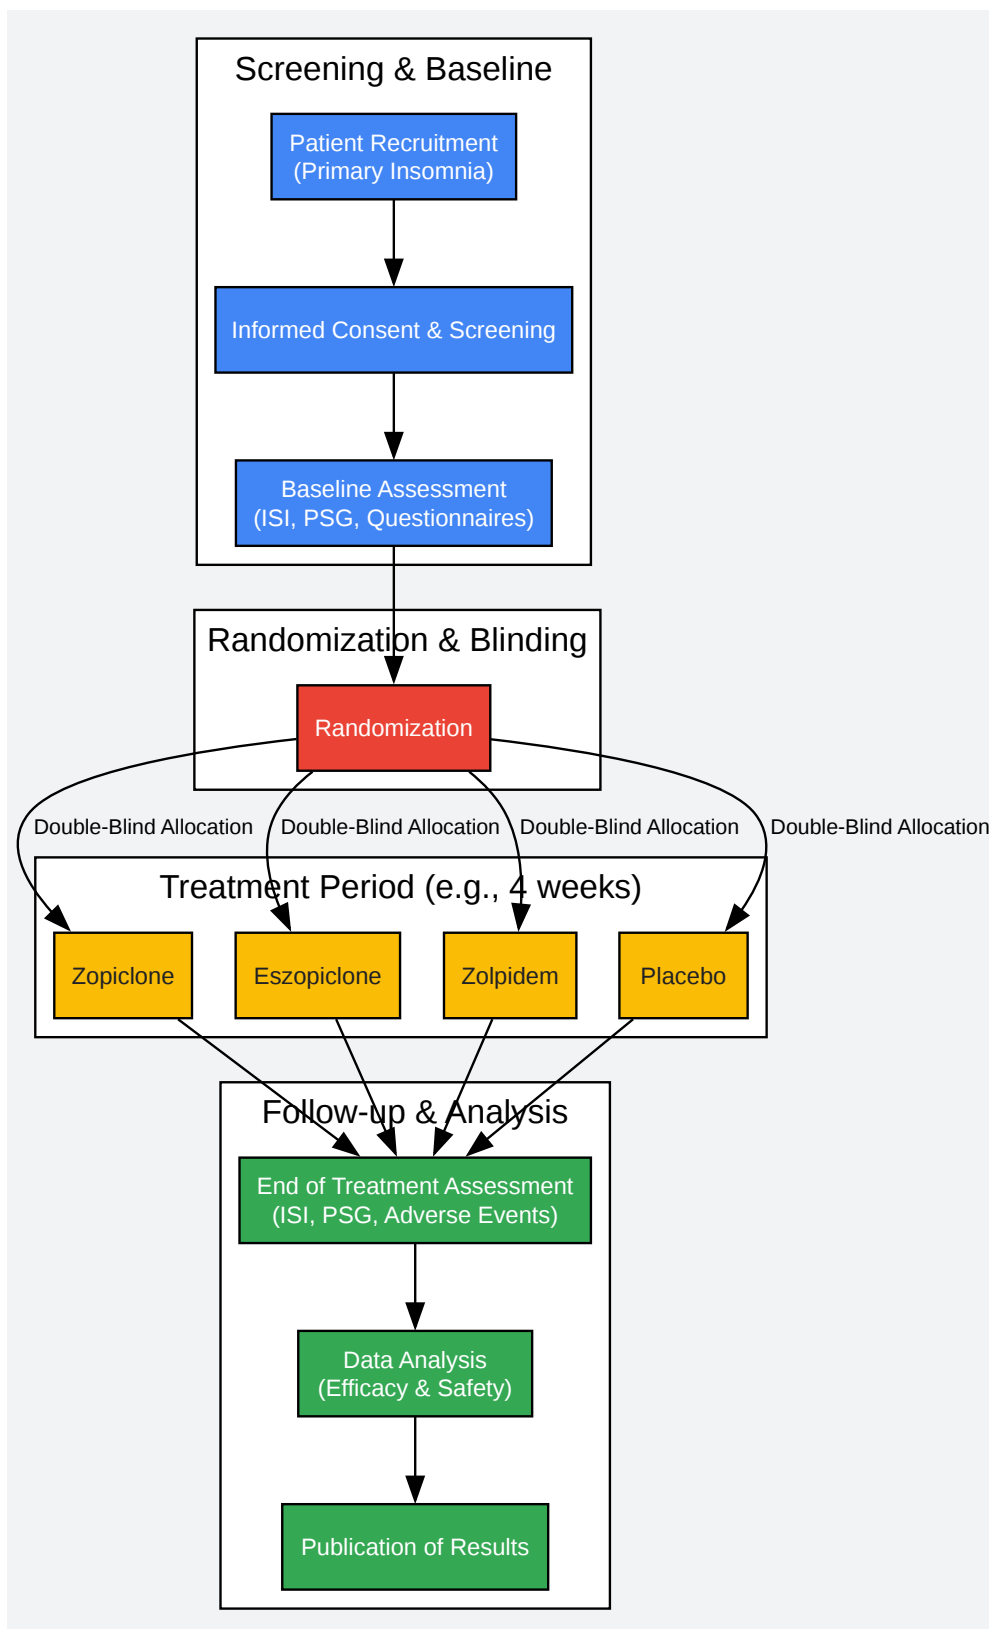 Screening & Baseline
Patient Recruitment
(Primary Insomnia)
Informed Consent & Screening
Baseline Assessment
(ISI, PSG, Questionnaires)
Randomization & Blinding
Randomization
Double-Blind Allocation
Double-Blind Allocation
Double-Blind Allocation
Double-Blind Allocation
Treatment Period (e.g., 4 weeks)
Zopiclone
Eszopiclone
Zolpidem
Placebo
Follow-up & Analysis
End of Treatment Assessment
(ISI, PSG, Adverse Events)
Data Analysis
(Efficacy & Safety)
Publication of Results